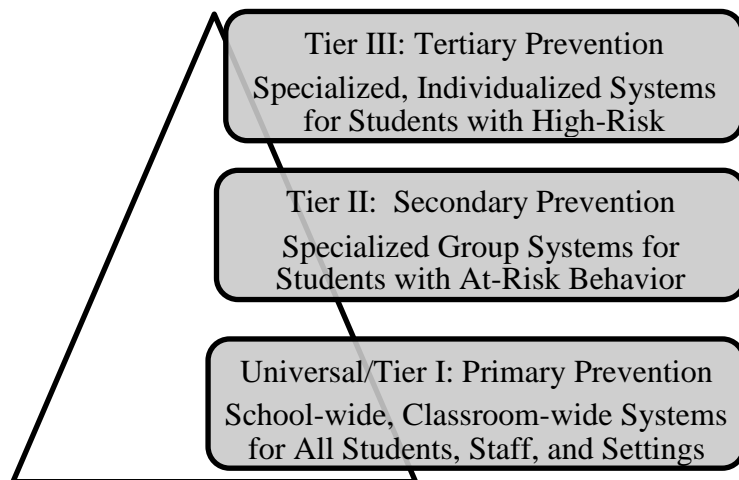 Tier III: Tertiary Prevention
Specialized, Individualized Systems
for Students with High-Risk
Tier II:  Secondary Prevention
Specialized Group Systems for
Students with At-Risk Behavior
Universal/Tier I: Primary Prevention
School-wide, Classroom-wide Systems
for All Students, Staff, and Settings